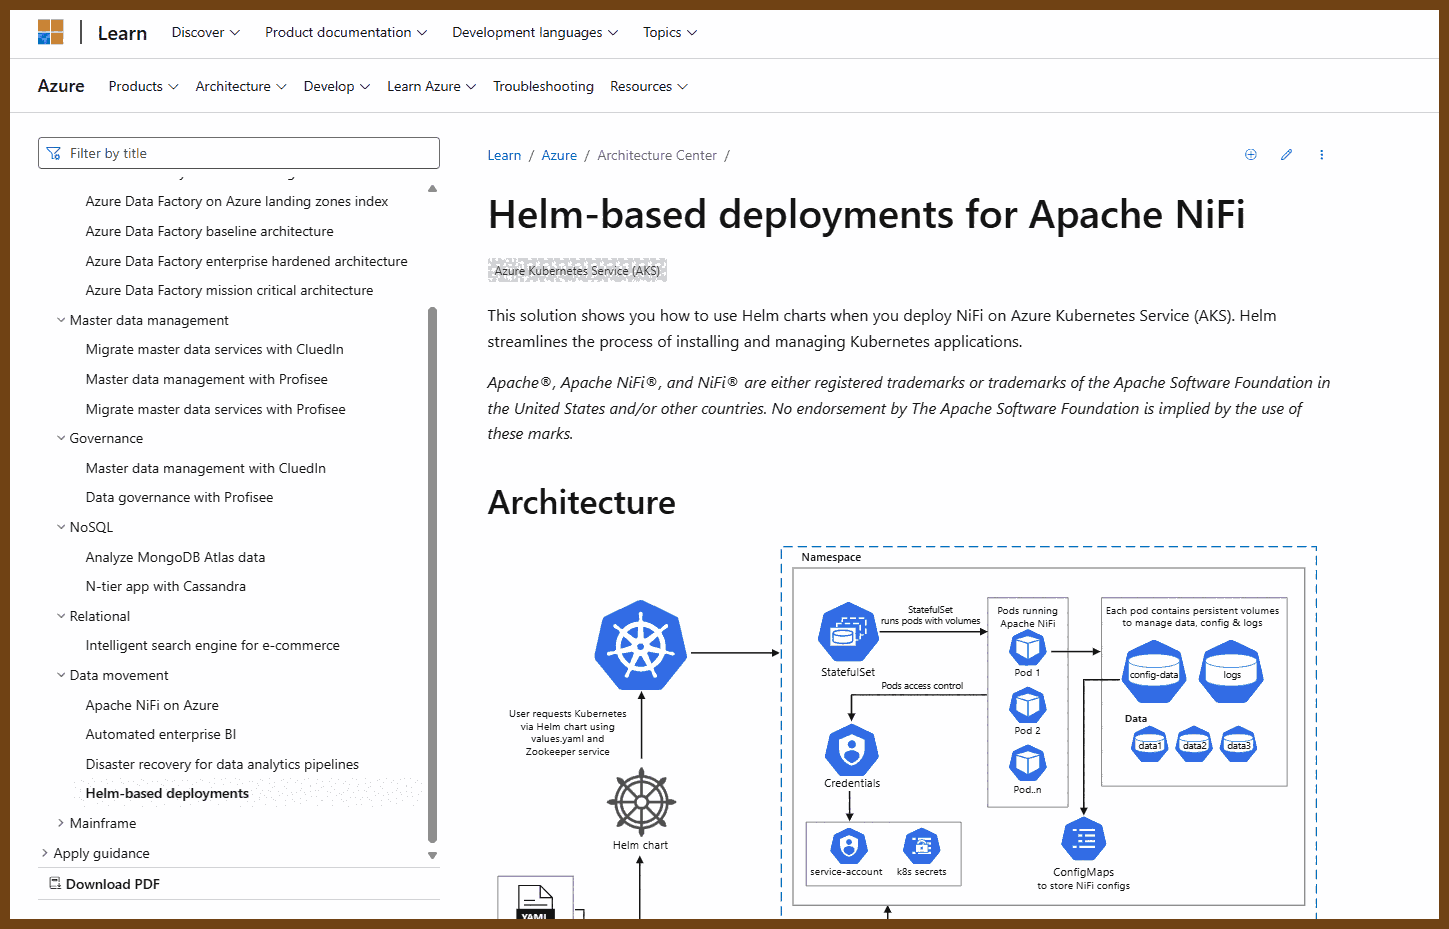 Learn Discover Product documentation Development languages Topics
Azure Products Architecture Develop Learn Azure Troubleshooting Resources
Filter by title
Azure Data Factory on Azure landing zones index
Azure Data Factory baseline architecture
Azure Data Factory enterprise hardened architecture
Azure Data Factory mission critical architecture
Master data management
Migrate master data services with CluedIn
Master data management with Profisee
Migrate master data services with Profisee
Governance
Master data management with CluedIn
Data governance with Profisee
NoSQL
Analyze MongoDB Atlas data
N-tier app with Cassandra
Relational
Intelligent search engine for e-commerce
Data movement
Apache NiFi on Azure
Automated enterprise BI
Disaster recovery for data analytics pipelines
Helm-based deployments
Mainframe
Apply guidance
Download PDF
Learn / Azure / Architecture Center /
Helm-based deployments for Apache NiFi
Azure Kubernetes Service (AKS)
This solution shows you how to use Helm charts when you deploy NiFi on Azure Kubernetes Service (AKS). Helm
streamlines the process of installing and managing Kubernetes applications.
Apache®, Apache NiFi®, and NiFi® are either registered trademarks or trademarks of the Apache Software Foundation in
the United States and/or other countries. No endorsement by The Apache Software Foundation is implied by the use of
these marks.
Architecture
Namespace
StatefulSet
runs pods with volumes
StatefulSet
Pods running
Apache NiFi
Pod 1
Pod 2
Pod..n
Each pod contains persistent volumes
to manage data, config & logs
config-data
logs
Data
data1
data2
data3
Pods access control
Credentials
service-account
k8s secrets
ConfigMaps
to store NiFi configs
User requests Kubernetes
via Helm chart using
values.yaml and
Zookeeper service
Helm chart
YAML